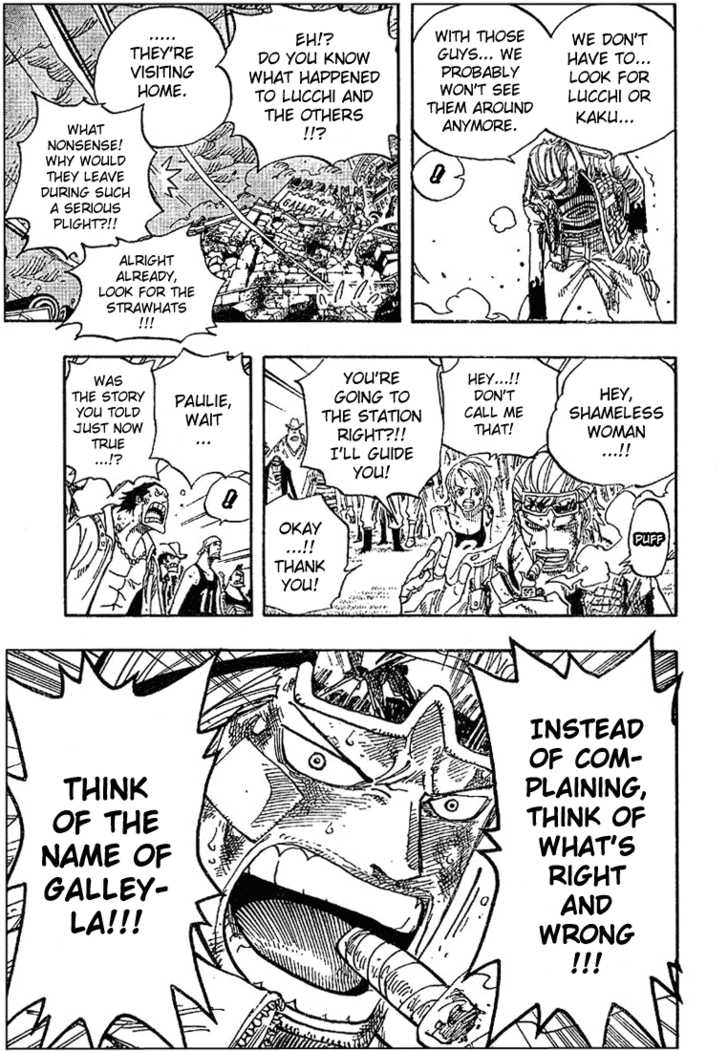 WE DON'T
HAVE TO...
LOOK FOR
LUCCHI OR
KAKU...
WITH THOSE
GUYS... WE
PROBABLY
WON'T SEE
THEM AROUND
ANYMORE.
!
EH!?
DO YOU KNOW
WHAT HAPPENED
TO LUCCHI AND
THE OTHERS
!!?
.....
THEY'RE
VISITING
HOME.
WHAT
NONSENSE!
WHY WOULD
THEY LEAVE
DURING SUCH
A SERIOUS
PLIGHT?!!
ALRIGHT
ALREADY,
LOOK FOR THE
STRAWHATS
!!!
GALLEY-LA
HEY,
SHAMELESS
WOMAN
...!!
PUFF
HEY...!!
DON'T
CALL ME
THAT!
YOU'RE
GOING TO
THE STATION
RIGHT?!!
I'LL GUIDE
YOU!
OKAY
...!!
THANK
YOU!
PAULIE,
WAIT
...
WAS
THE STORY
YOU TOLD
JUST NOW
TRUE
...!?
!
INSTEAD
OF COM-
PLAINING,
THINK OF
WHAT'S
RIGHT
AND
WRONG
!!!
THINK
OF THE
NAME OF
GALLEY-
LA!!!